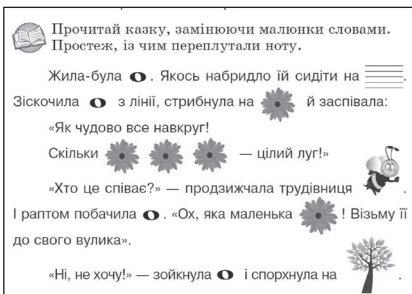 Прочитай казку, замінюючи малюнки словами.
Простеж, із чим переплутали ноту.
Жила-була . Якось набридло їй сидіти на .
Зіскочила з лінії, стрибнула на й заспівала:
«Як чудово все навкруг!
Скільки — цілий луг!»
«Хто це співає?» — продзижчала трудівниця .
І раптом побачила . «Ох, яка маленька ! Візьму її
до свого вулика».
«Ні, не хочу!» — зойкнула і спорхнула на